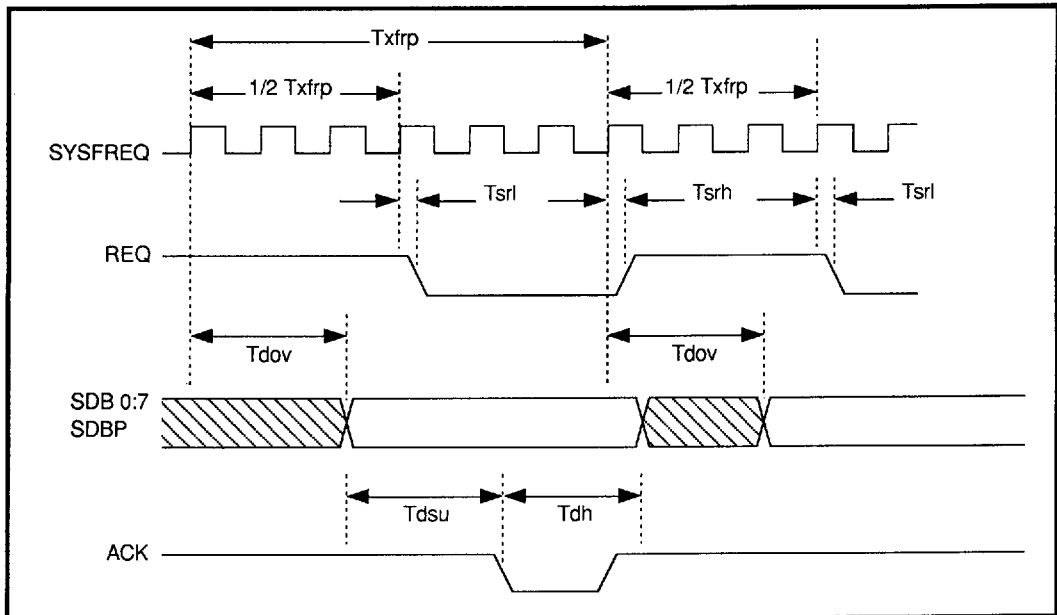 Txfrp
1/2 Txfrp
1/2 Txfrp
SYSFREQ
Tsrl
Tsrh
Tsrl
REQ
Tdov
Tdov
SDB 0:7
SDBP
Tdsu
Tdh
ACK